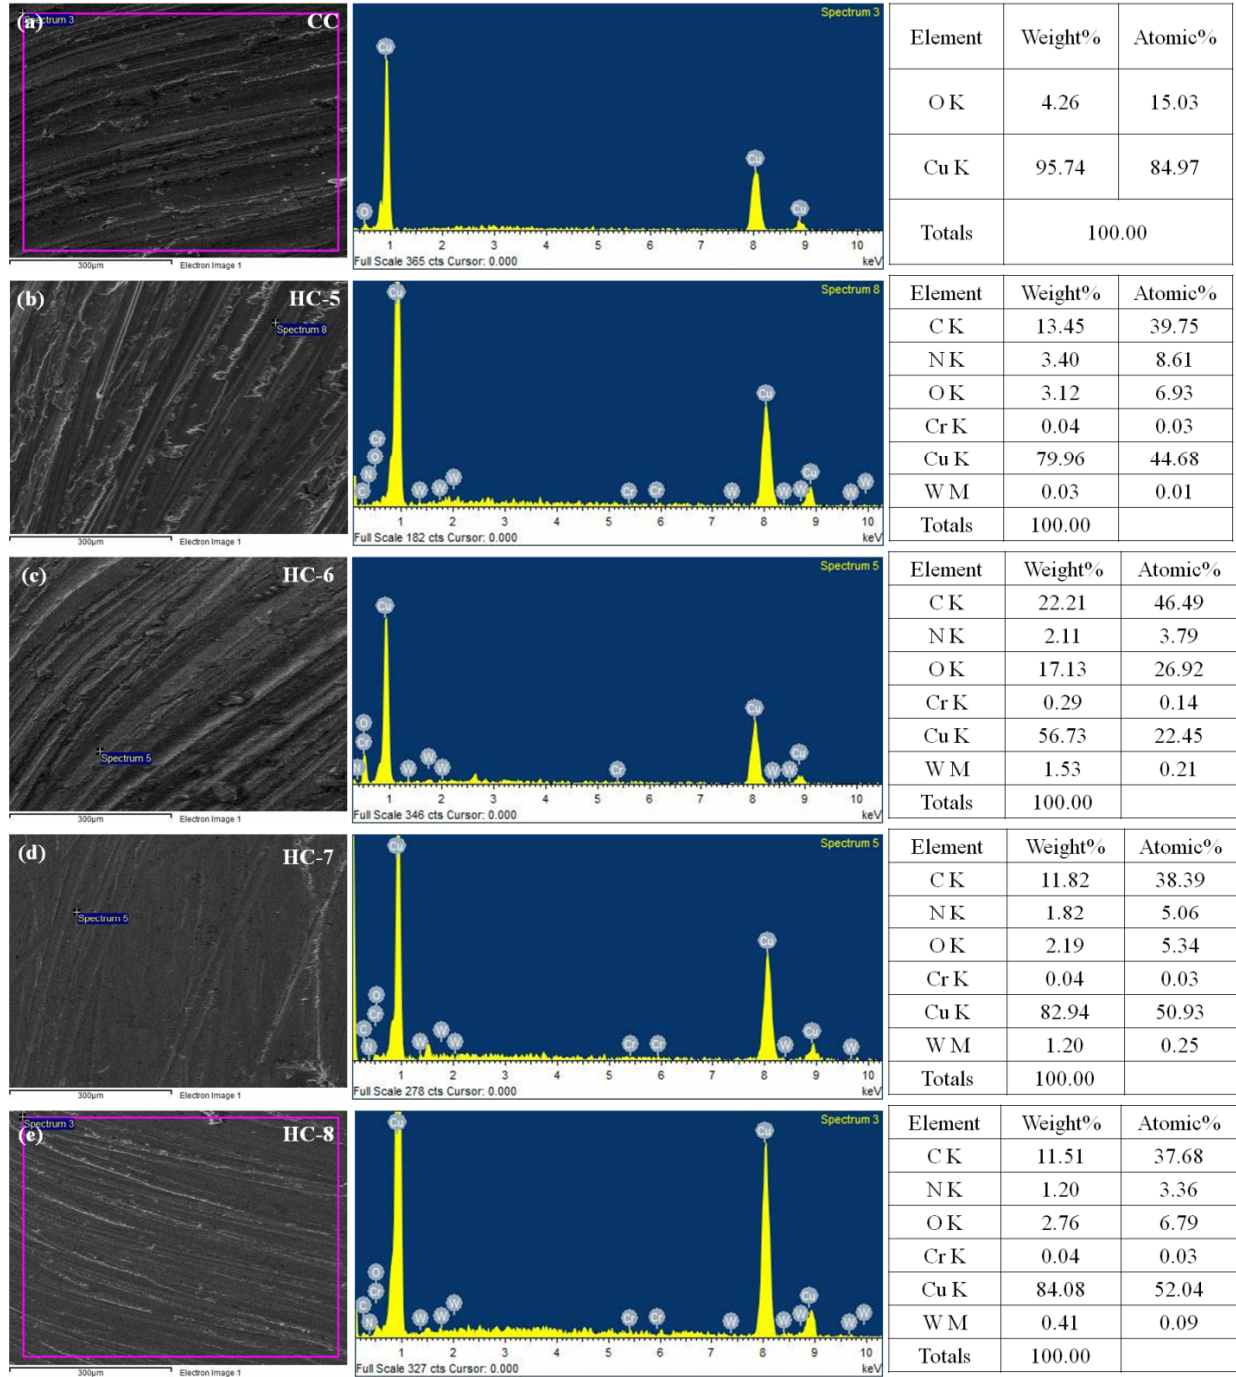 (a) CC
Spectrum 3
300µm Electron Image 1
Spectrum 3
Cu
O
Cu
Cu
1 2 3 4 5 6 7 8 9 10
Full Scale 365 cts Cursor: 0.000 keV
Element Weight% Atomic%
O K 4.26 15.03
Cu K 95.74 84.97
Totals 100.00
(b) HC-5
Spectrum 8
300µm Electron Image 1
Spectrum 8
Cu
Cr
O
N
C
W W W Cr Cr W Cu W W Cu W W
1 2 3 4 5 6 7 8 9 10
Full Scale 182 cts Cursor: 0.000 keV
Element Weight% Atomic%
C K 13.45 39.75
N K 3.40 8.61
O K 3.12 6.93
Cr K 0.04 0.03
Cu K 79.96 44.68
W M 0.03 0.01
Totals 100.00
(c) HC-6
Spectrum 5
300µm Electron Image 1
Spectrum 5
Cu
O
Cr
N
W W W Cr Cu W W Cu
1 2 3 4 5 6 7 8 9 10
Full Scale 346 cts Cursor: 0.000 keV
Element Weight% Atomic%
C K 22.21 46.49
N K 2.11 3.79
O K 17.13 26.92
Cr K 0.29 0.14
Cu K 56.73 22.45
W M 1.53 0.21
Totals 100.00
(d) HC-7
Spectrum 5
300µm Electron Image 1
Spectrum 5
Cu
O
Cr
C
N
W W W Cr Cr Cu W Cu W
1 2 3 4 5 6 7 8 9 10
Full Scale 278 cts Cursor: 0.000 keV
Element Weight% Atomic%
C K 11.82 38.39
N K 1.82 5.06
O K 2.19 5.34
Cr K 0.04 0.03
Cu K 82.94 50.93
W M 1.20 0.25
Totals 100.00
(e) HC-8
Spectrum 3
300µm Electron Image 1
Spectrum 3
Cu
O
Cr
C
N
W W W Cr Cr W Cu W W Cu W W
1 2 3 4 5 6 7 8 9 10
Full Scale 327 cts Cursor: 0.000 keV
Element Weight% Atomic%
C K 11.51 37.68
N K 1.20 3.36
O K 2.76 6.79
Cr K 0.04 0.03
Cu K 84.08 52.04
W M 0.41 0.09
Totals 100.00